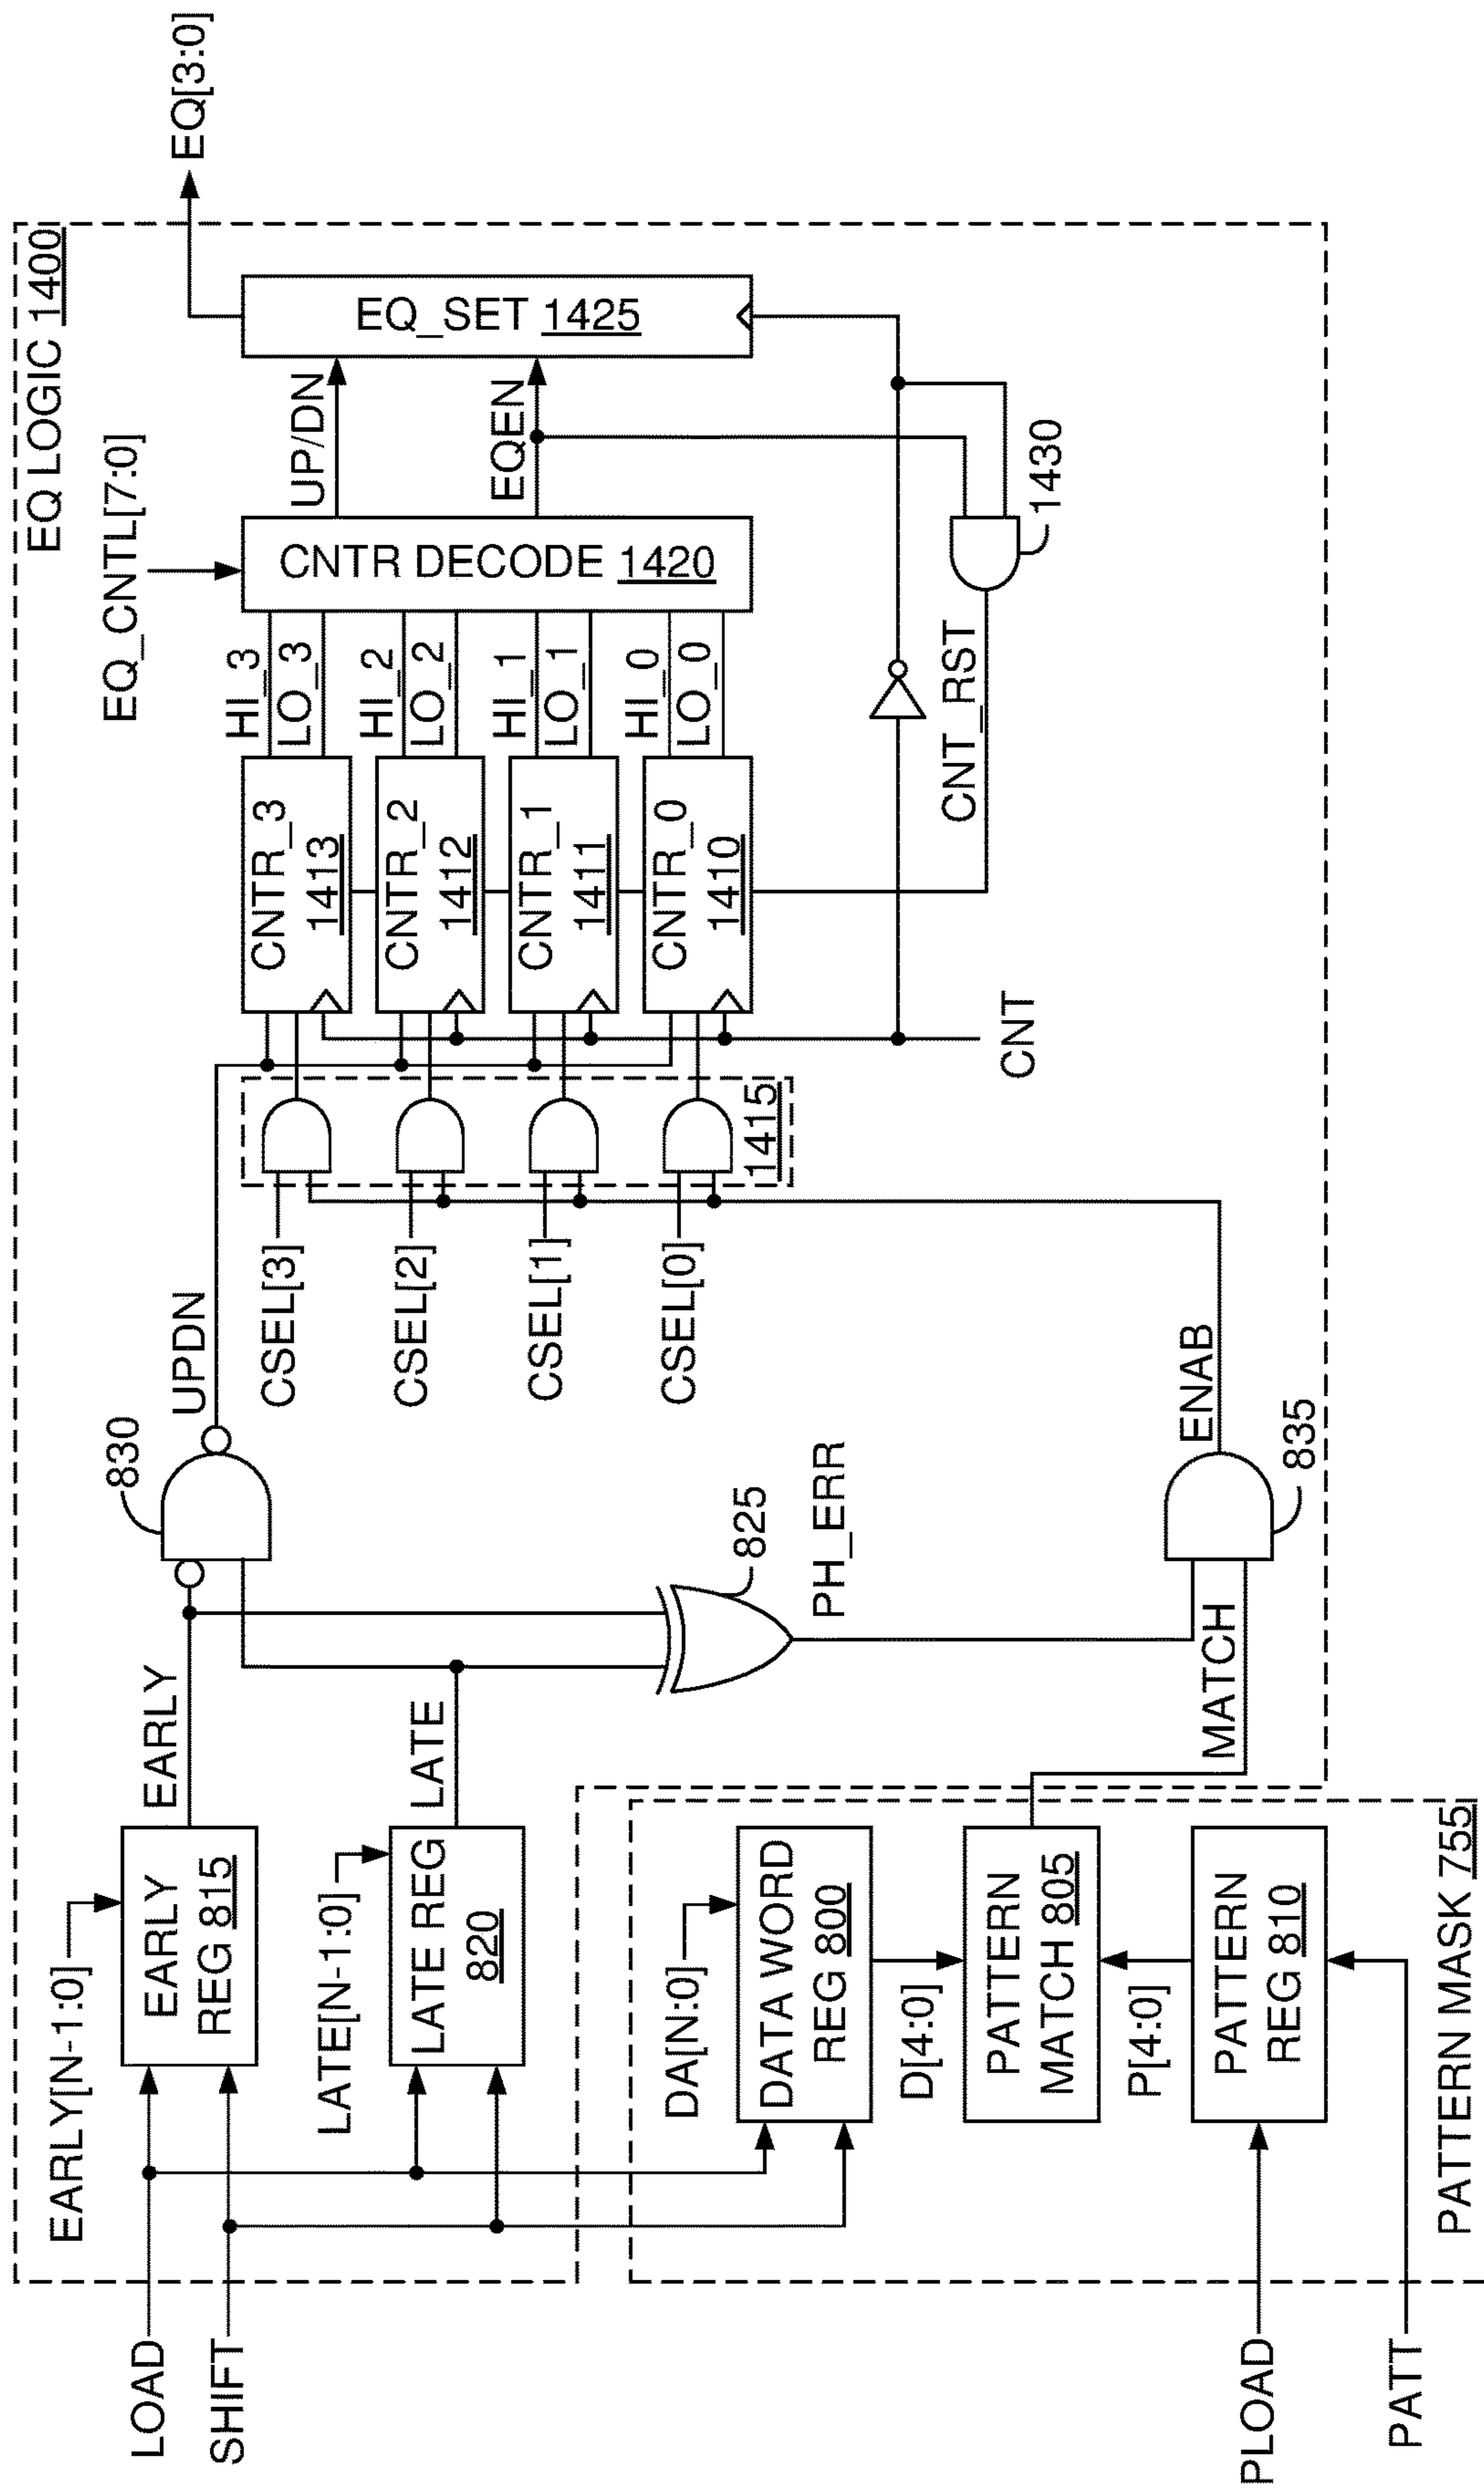 EQ LOGIC 1400
LOAD
SHIFT
EARLY[N-1:0]
EARLY
REG 815
EARLY
LATE[N-1:0]
LATE REG
820
LATE
830
UPDN
825
PH_ERR
DA[N:0]
DATA WORD
REG 800
D[4:0]
PATTERN
MATCH 805
P[4:0]
PATTERN
REG 810
PATTERN MASK 755
PLOAD
PATT
MATCH
835
ENAB
CSEL[3]
CSEL[2]
CSEL[1]
CSEL[0]
1415
CNT
CNTR_3
1413
CNTR_2
1412
CNTR_1
1411
CNTR_0
1410
HI_3
LO_3
HI_2
LO_2
HI_1
LO_1
HI_0
LO_0
CNT_RST
EQ_CNTL[7:0]
CNTR DECODE 1420
UP/DN
EQEN
1430
EQ_SET 1425
EQ[3:0]